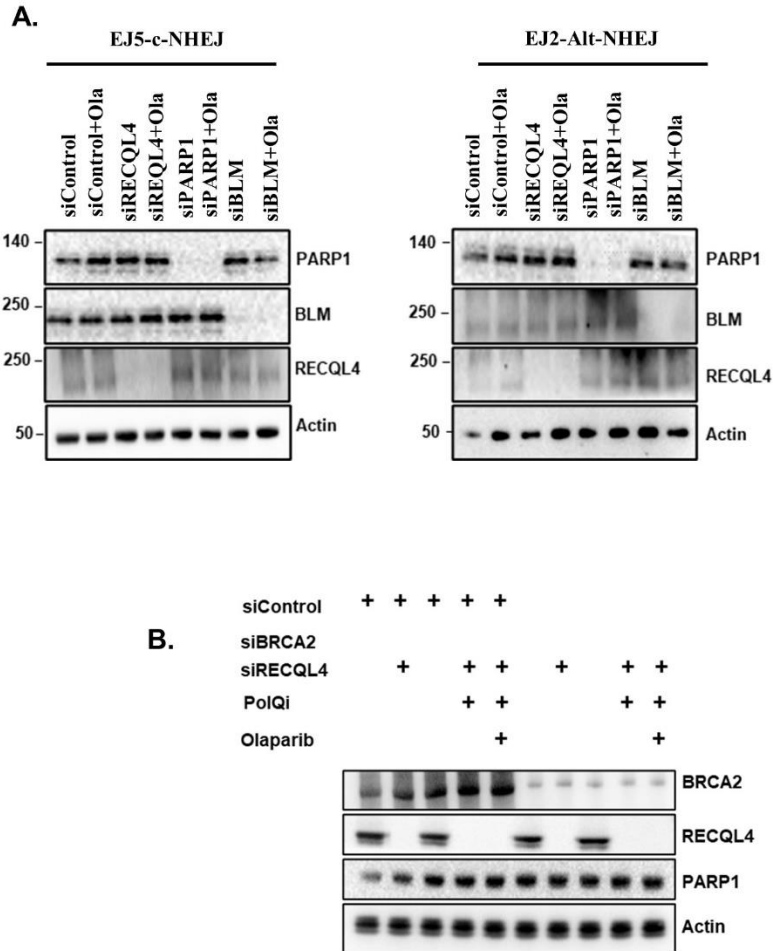 A.
EJ5-c-NHEJ EJ2-Alt-NHEJ
siControl siControl+Ola siRECQL4 siREQL4+Ola siPARP1 siPARP1+Ola siBLM siBLM+Ola
siControl siControl+Ola siRECQL4 siREQL4+Ola siPARP1 siPARP1+Ola siBLM siBLM+Ola
140 PARP1 140 PARP1
250 BLM 250 BLM
250 RECQL4 250 RECQL4
50 Actin 50 Actin
siControl + + + + +
B. siBRCA2
siRECQL4 + + + + + +
PolQi + + + +
Olaparib + +
BRCA2
RECQL4
PARP1
Actin